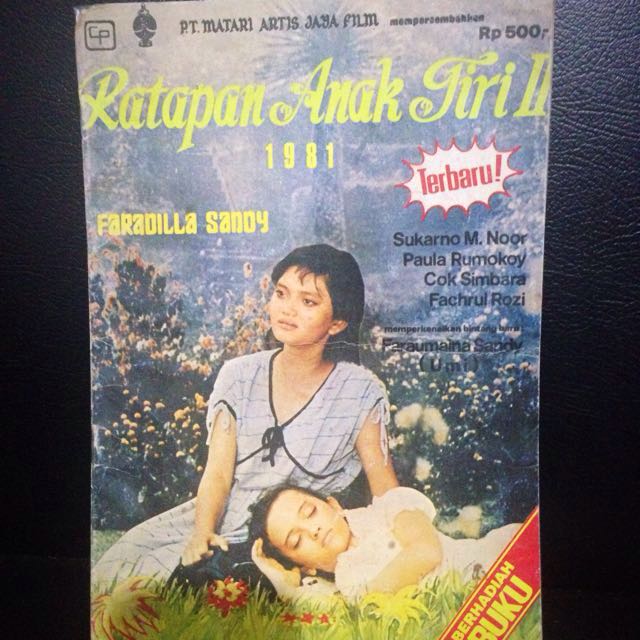 CP
P.T. MATARI ARTIS JAYA FILM mempersembahkan
Rp 500,-
Ratapan Anak Tiri II
1981
Terbaru!
FARADILLA SANDY
Sukarno M. Noor
Paula Rumokoy
Cok Simbara
Fachrul Rozi
memperkenalkan bintang baru:
Faraumaina Sandy
(Umi)
BERHADIAH
BUKU